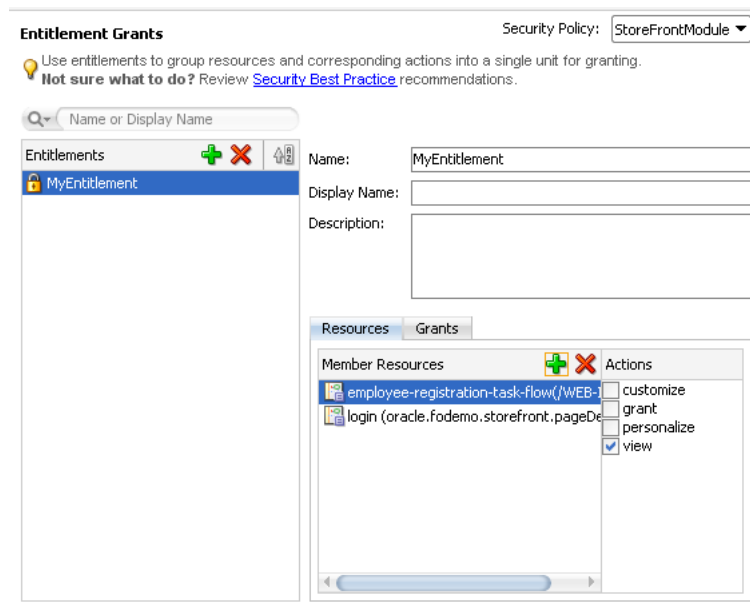 Entitlement Grants
Security Policy: StoreFrontModule
Use entitlements to group resources and corresponding actions into a single unit for granting.
Not sure what to do? Review Security Best Practice recommendations.
Name or Display Name
Entitlements
MyEntitlement
Name: MyEntitlement
Display Name:
Description:
Resources Grants
Member Resources
employee-registration-task-flow(/WEB-I
login (oracle.fodemo.storefront.pageDe
Actions
customize
grant
personalize
view